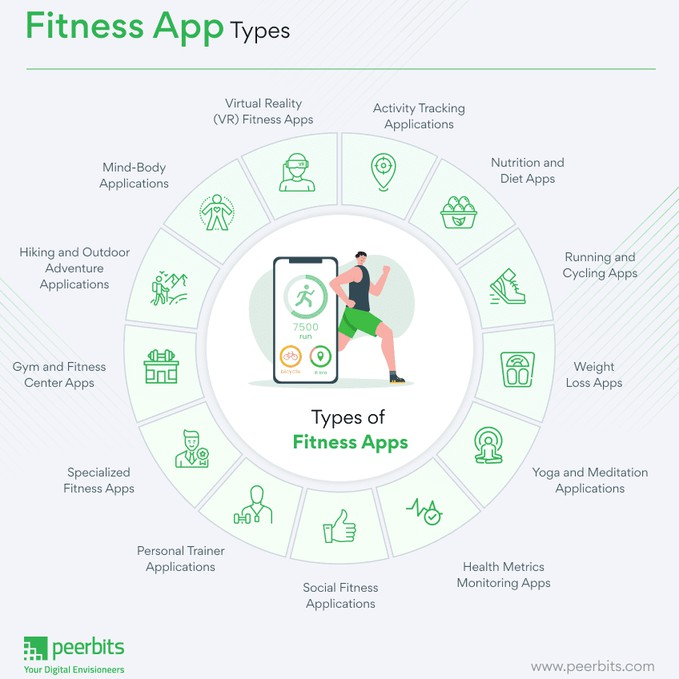 Fitness App Types
Virtual Reality
(VR) Fitness Apps
Activity Tracking
Applications
Nutrition and
Diet Apps
Running and
Cycling Apps
Weight
Loss Apps
Yoga and Meditation
Applications
Health Metrics
Monitoring Apps
Social Fitness
Applications
Personal Trainer
Applications
Specialized
Fitness Apps
Gym and Fitness
Center Apps
Hiking and Outdoor
Adventure
Applications
Mind-Body
Applications
VR
7500
run
Types of
Fitness Apps
peerbits
Your Digital Envisioneers
www.peerbits.com